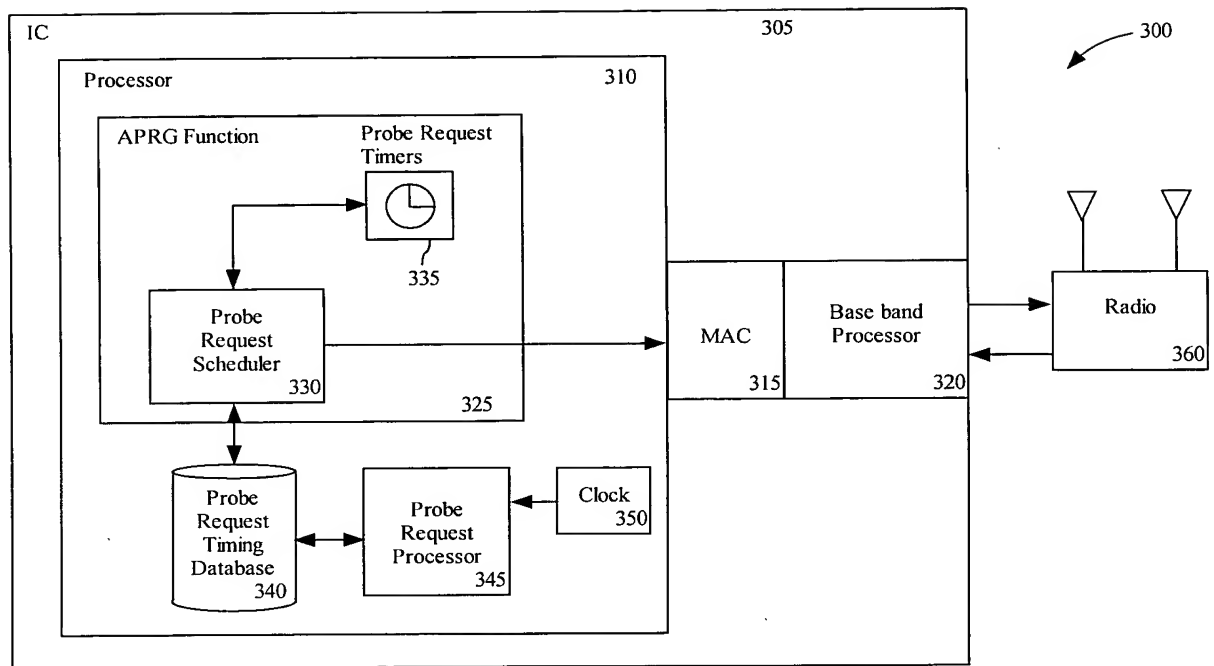 IC
305
300
Processor
310
APRG Function
Probe Request
Timers
335
Probe
Request
Scheduler
330
325
MAC
315
Base band
Processor
320
Radio
360
Probe
Request
Timing
Database
340
Probe
Request
Processor
345
Clock
350